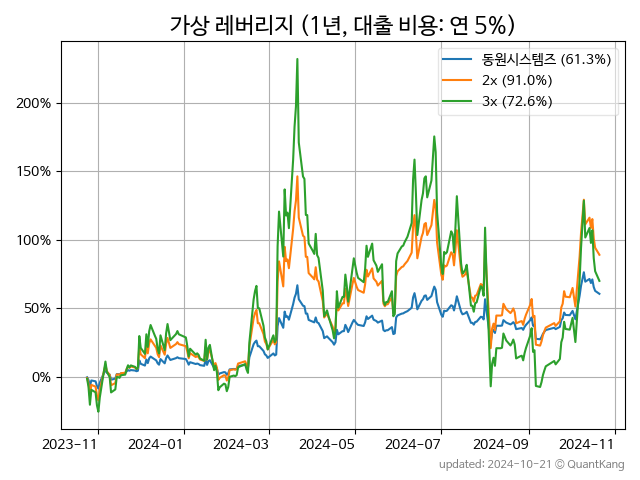 가상 레버리지 (1년, 대출 비용: 연 5%)
동원시스템즈 (61.3%)
2x (91.0%)
3x (72.6%)
200%
150%
100%
50%
0%
2023-11 2024-01 2024-03 2024-05 2024-07 2024-09 2024-11
updated: 2024-10-21 © QuantKang